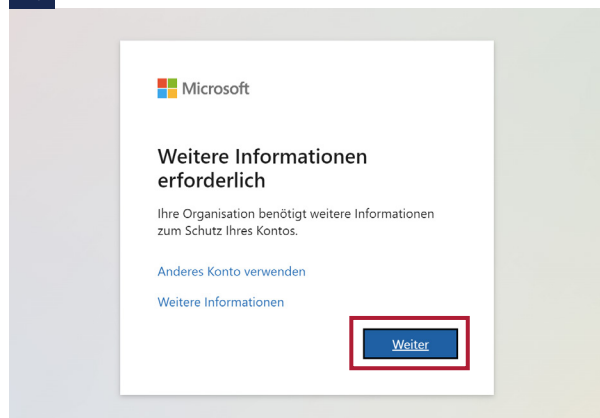 Microsoft
Weitere Informationen
erforderlich
Ihre Organisation benötigt weitere Informationen
zum Schutz Ihres Kontos.
Anderes Konto verwenden
Weitere Informationen
Weiter